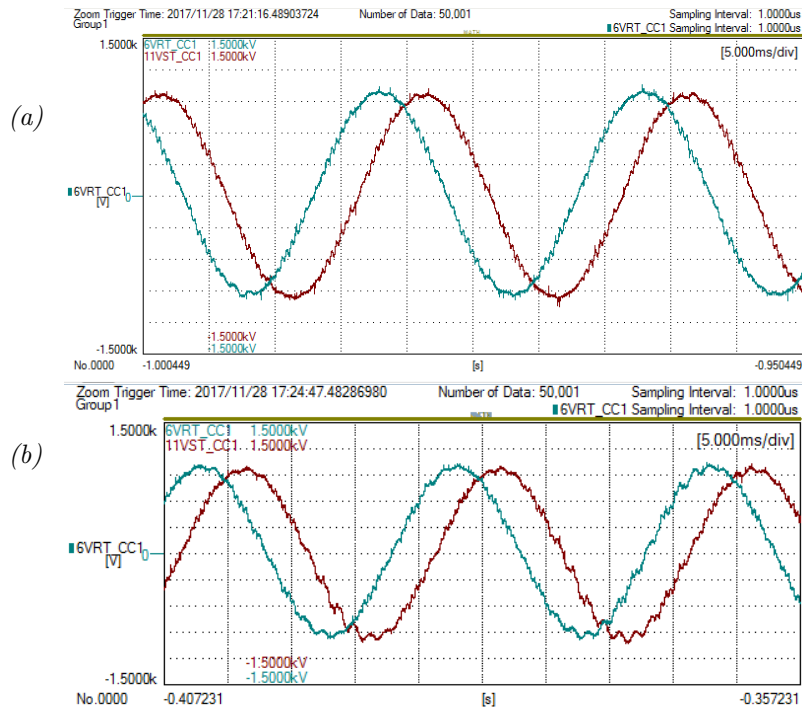 Zoom Trigger Time: 2017/11/28 17:21:16.48903724 Number of Data: 50,001 Sampling Interval: 1.0000us
Group1 6VRT_CC1 Sampling Interval: 1.0000us
MATH
1.5000k 6VRT_CC1 1.5000kV [5.000ms/div]
11VST_CC1 1.5000kV
(a)
6VRT_CC1 0
[V]
-1.5000kV
-1.5000k -1.5000kV
No.0000 -1.000449 [s] -0.950449
Zoom Trigger Time: 2017/11/28 17:24:47.48286980 Number of Data: 50,001 Sampling Interval: 1.0000us
Group1 6VRT_CC1 Sampling Interval: 1.0000us
MATH
1.5000k 6VRT_CC1 1.5000kV [5.000ms/div]
11VST_CC1 1.5000kV
(b)
6VRT_CC1 0
[V]
-1.5000kV
-1.5000k -1.5000kV
No.0000 -0.407231 [s] -0.357231